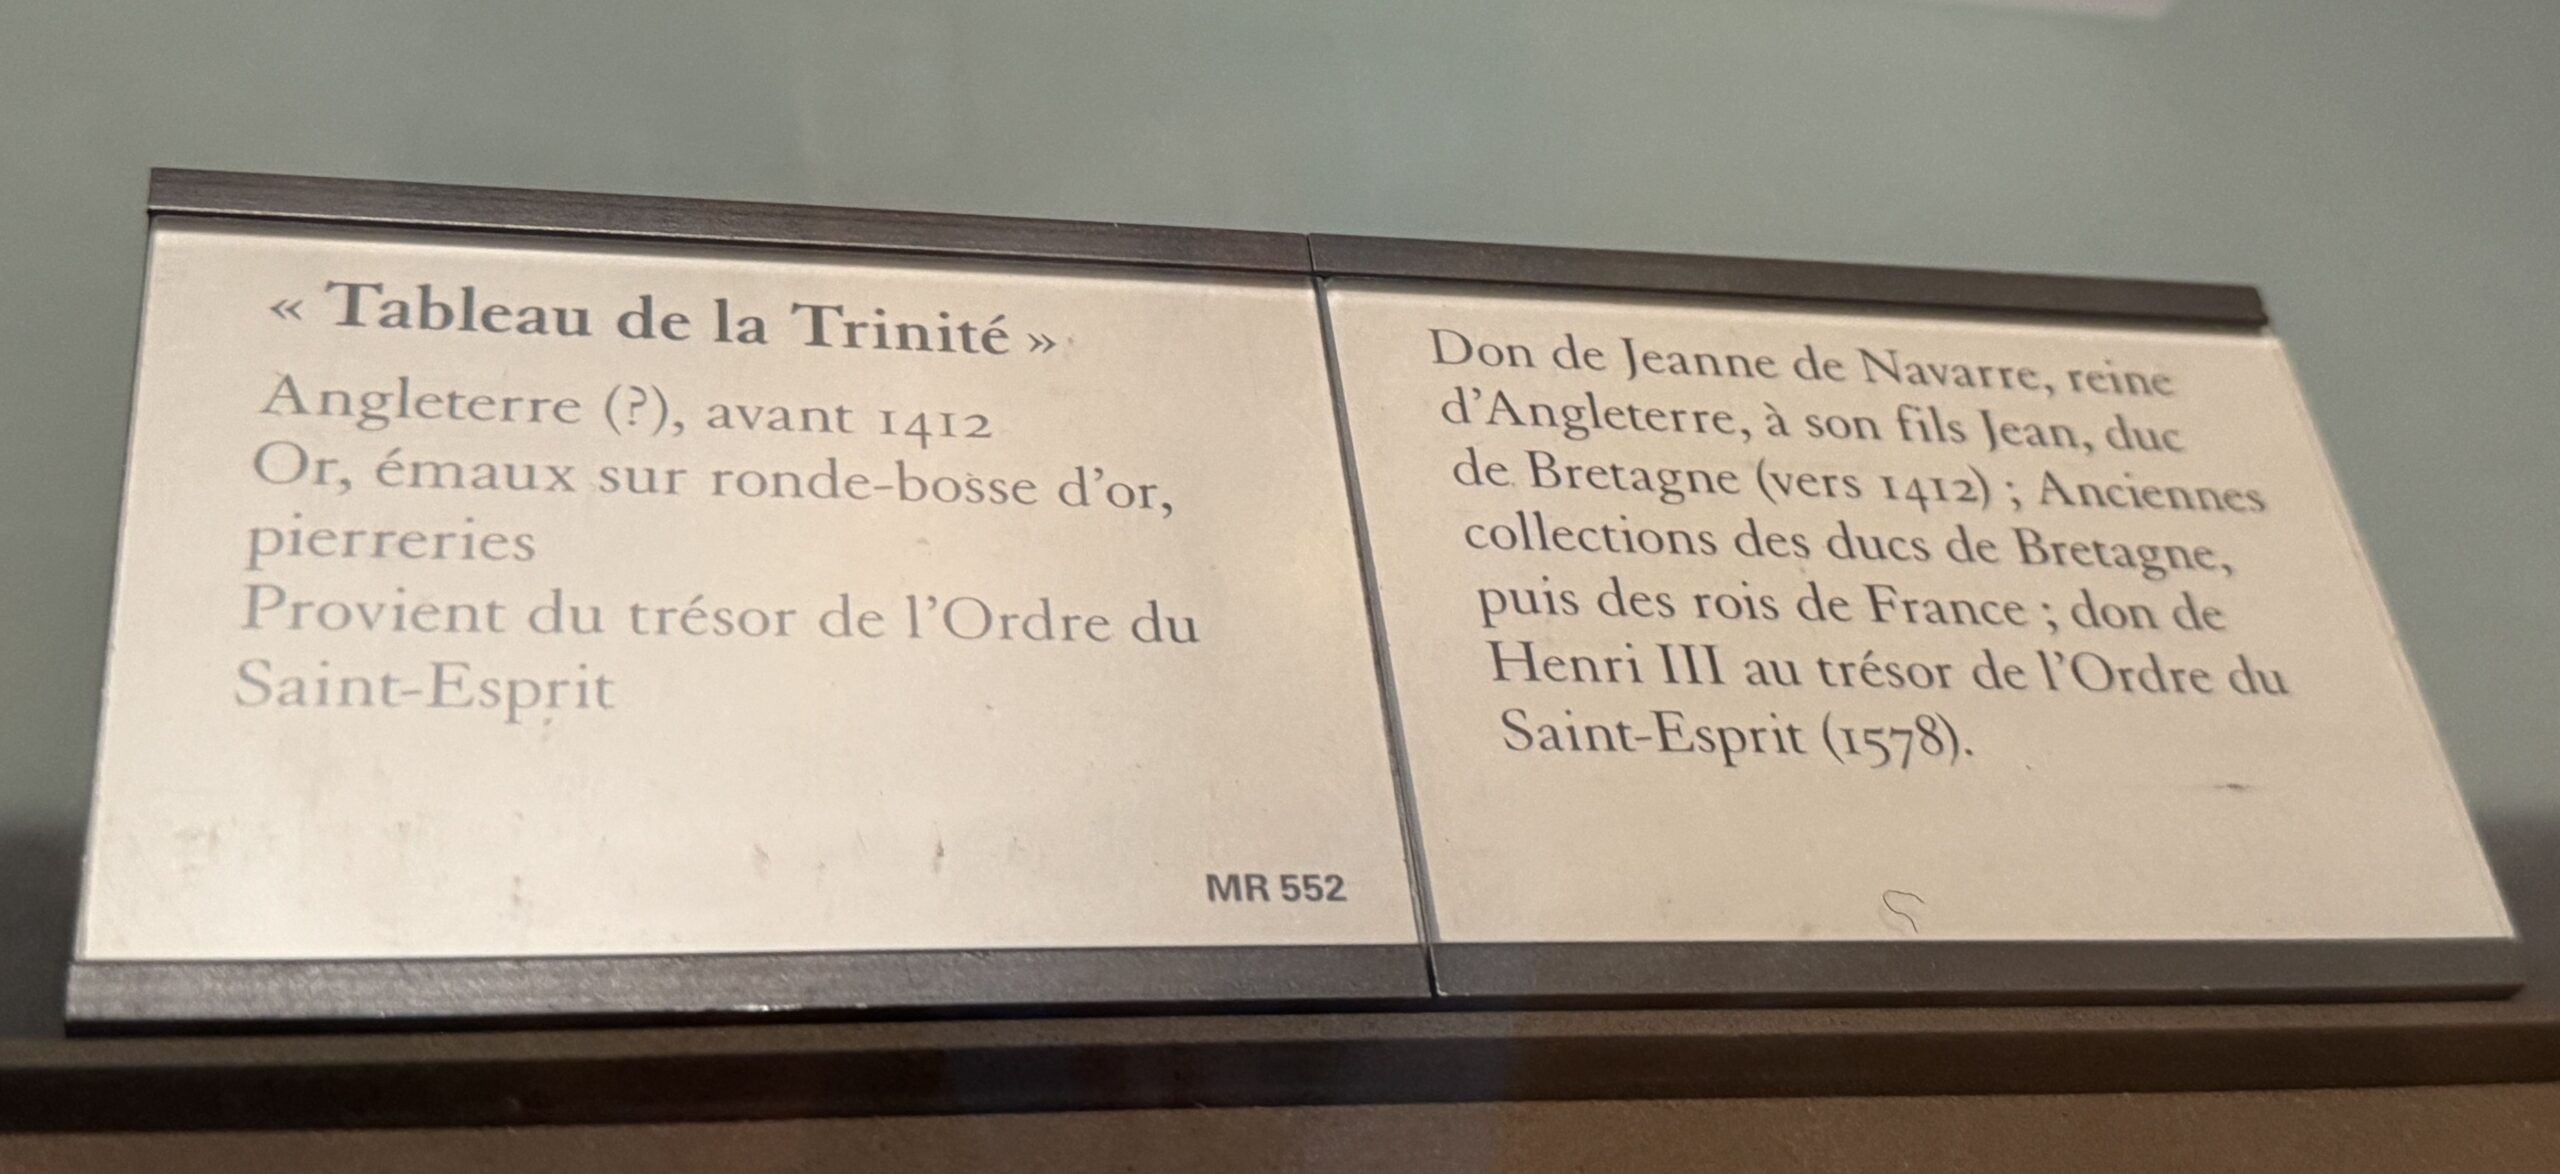 « Tableau de la Trinité »
Angleterre (?), avant 1412
Or, émaux sur ronde-bosse d'or,
pierreries
Provient du trésor de l'Ordre du
Saint-Esprit
MR 552
Don de Jeanne de Navarre, reine
d'Angleterre, à son fils Jean, duc
de Bretagne (vers 1412) ; Anciennes
collections des ducs de Bretagne,
puis des rois de France ; don de
Henri III au trésor de l'Ordre du
Saint-Esprit (1578).